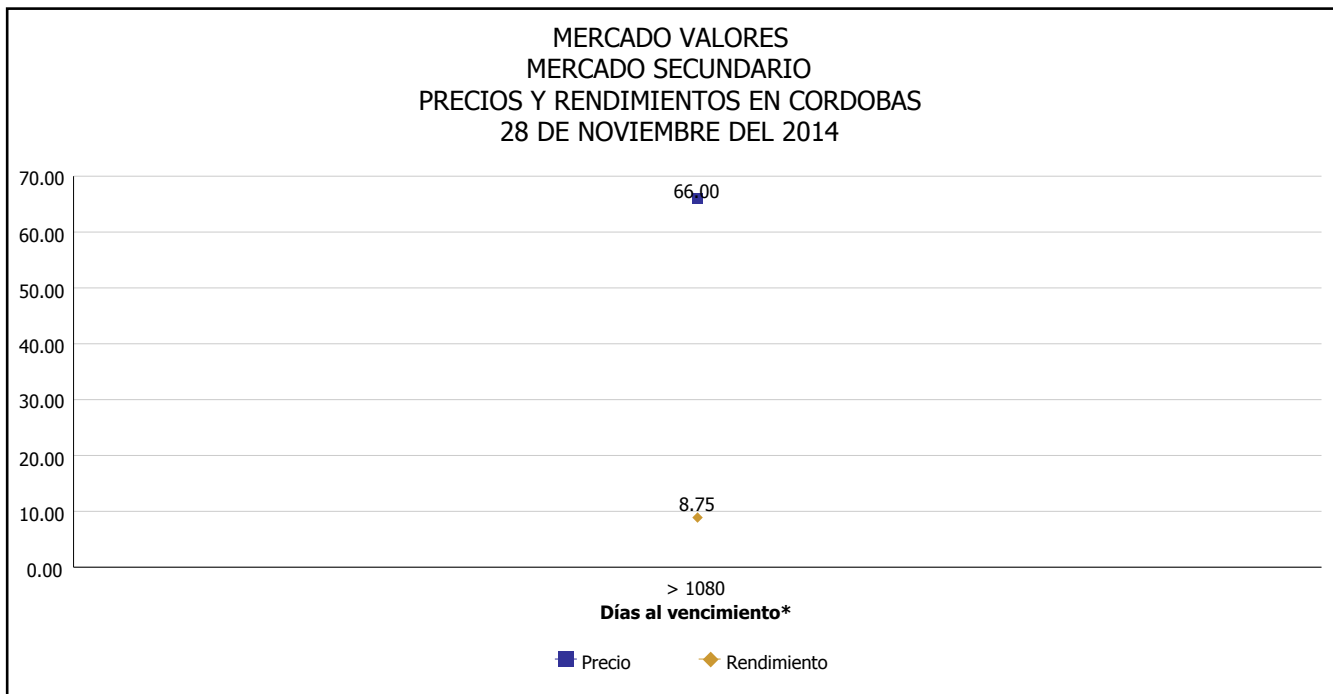 MERCADO VALORES
MERCADO SECUNDARIO
PRECIOS Y RENDIMIENTOS EN CORDOBAS
28 DE NOVIEMBRE DEL 2014
70.00
66.00
60.00
50.00
40.00
30.00
20.00
8.75
10.00
0.00
> 1080
Días al vencimiento*
Precio Rendimiento